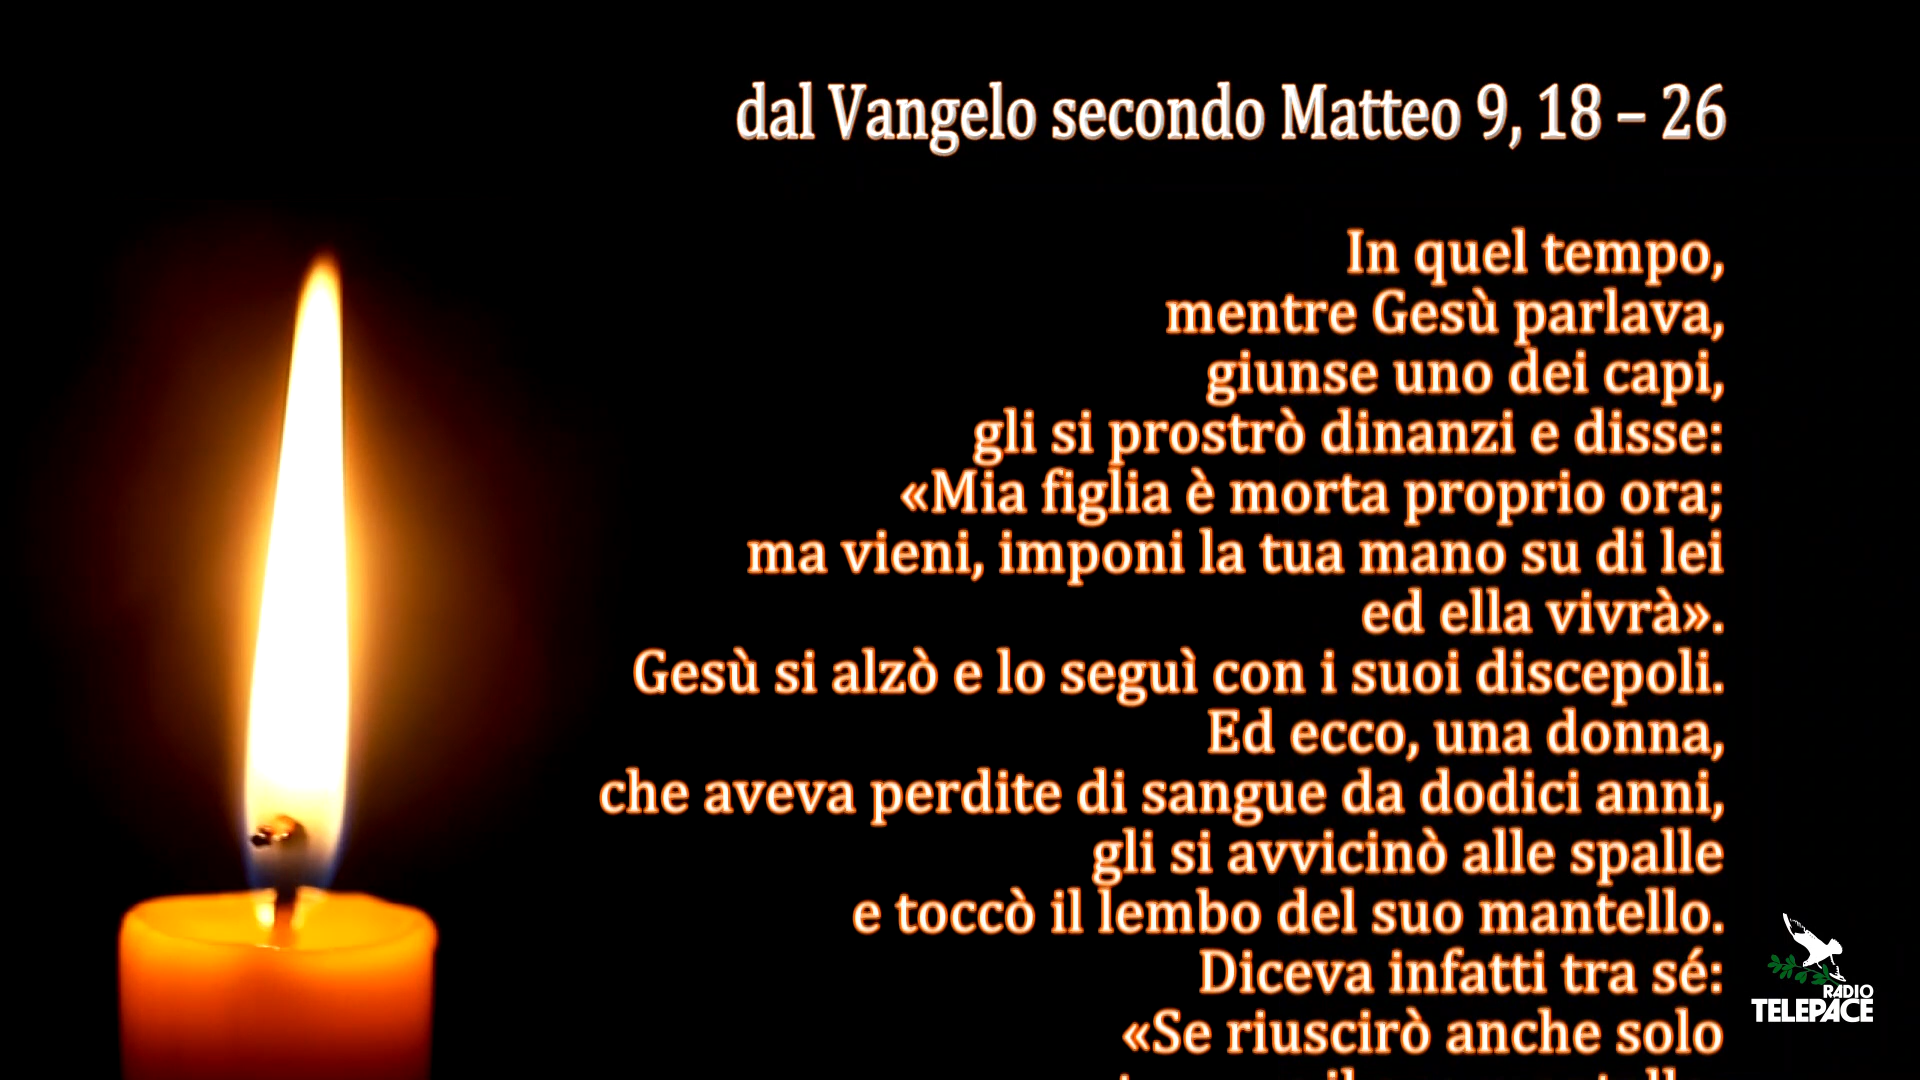 dal Vangelo secondo Matteo 9, 18 – 26
In quel tempo,
mentre Gesù parlava,
giunse uno dei capi,
gli si prostrò dinanzi e disse:
«Mia figlia è morta proprio ora;
ma vieni, imponi la tua mano su di lei
ed ella vivrà».
Gesù si alzò e lo seguì con i suoi discepoli.
Ed ecco, una donna,
che aveva perdite di sangue da dodici anni,
gli si avvicinò alle spalle
e toccò il lembo del suo mantello.
Diceva infatti tra sé:
«Se riuscirò anche solo
RADIO
TELEPACE